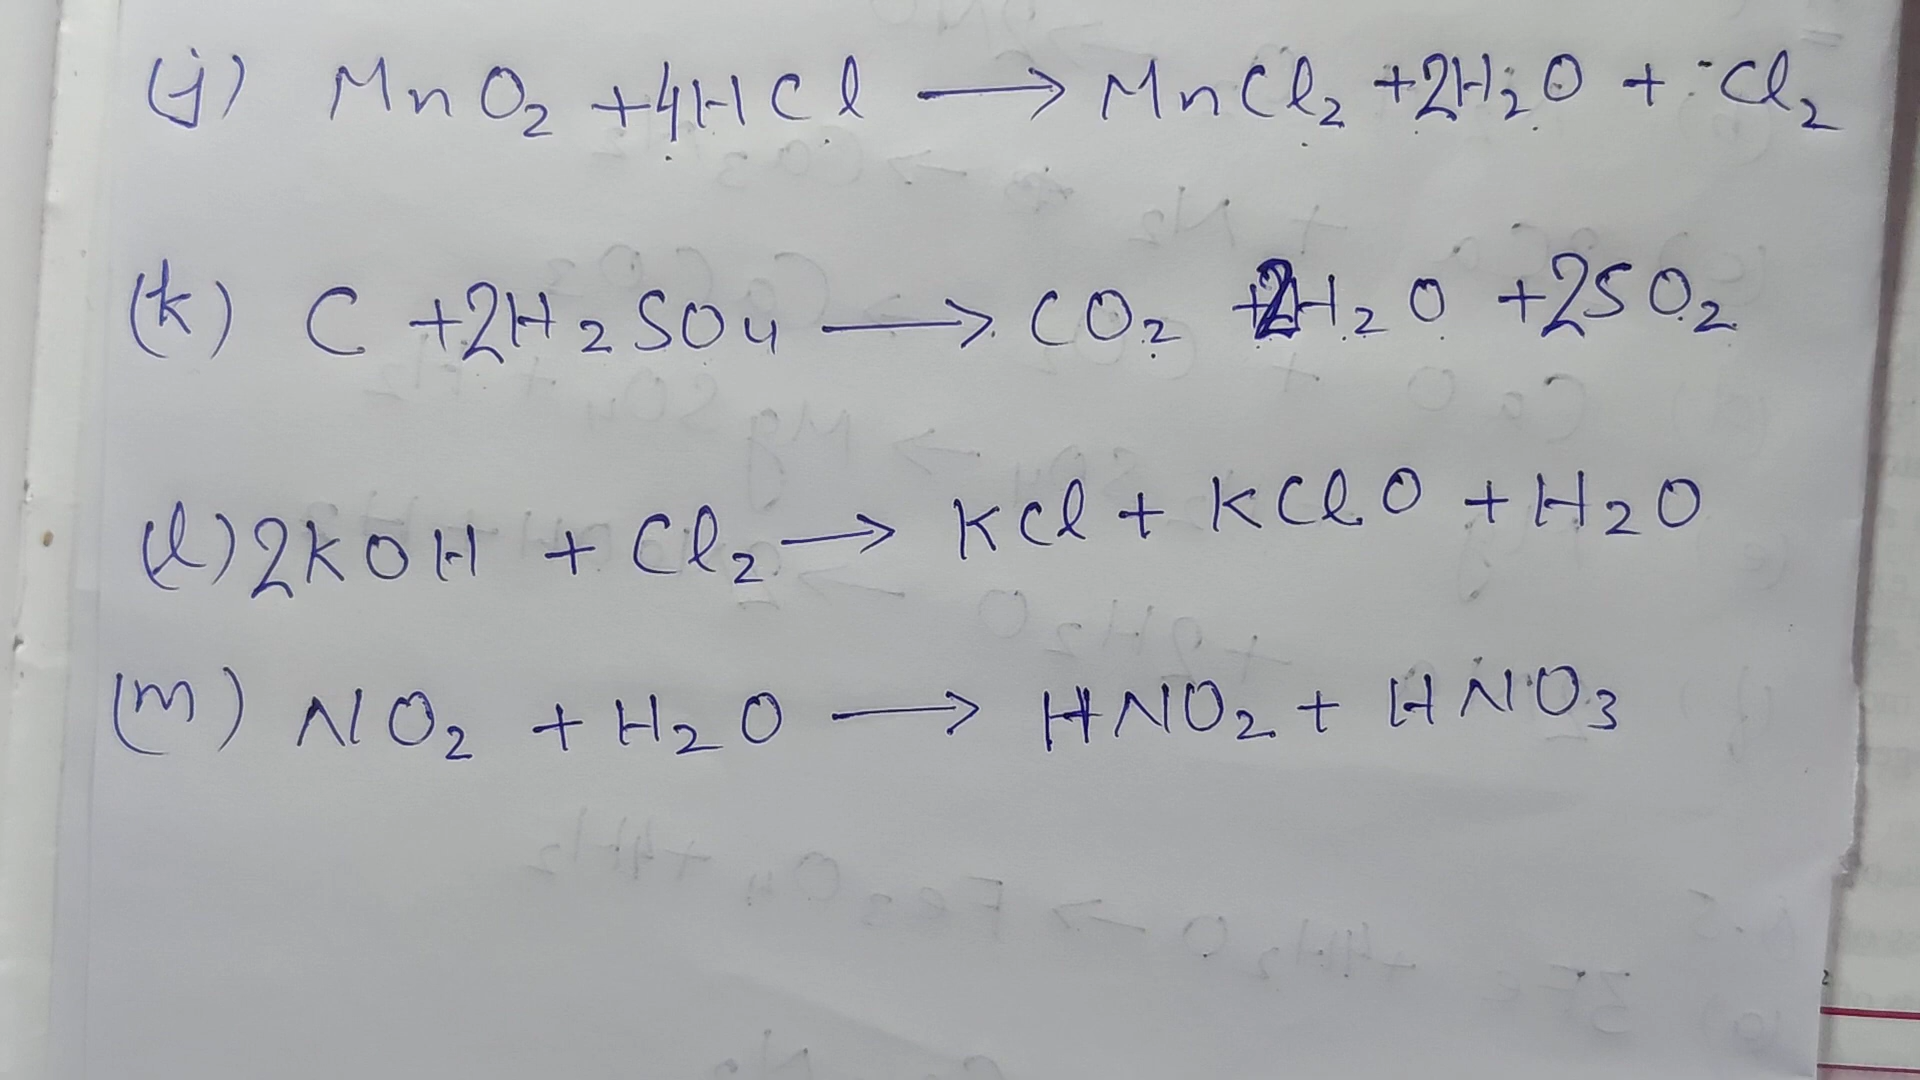 (j) MnO₂ + 4HCl → MnCl₂ + 2H₂O + Cl₂
(k) C + 2H₂SO₄ → CO₂ + 2H₂O + 2SO₂
(l) 2KOH + Cl₂ → KCl + KClO + H₂O
(m) NO₂ + H₂O → HNO₂ + HNO₃